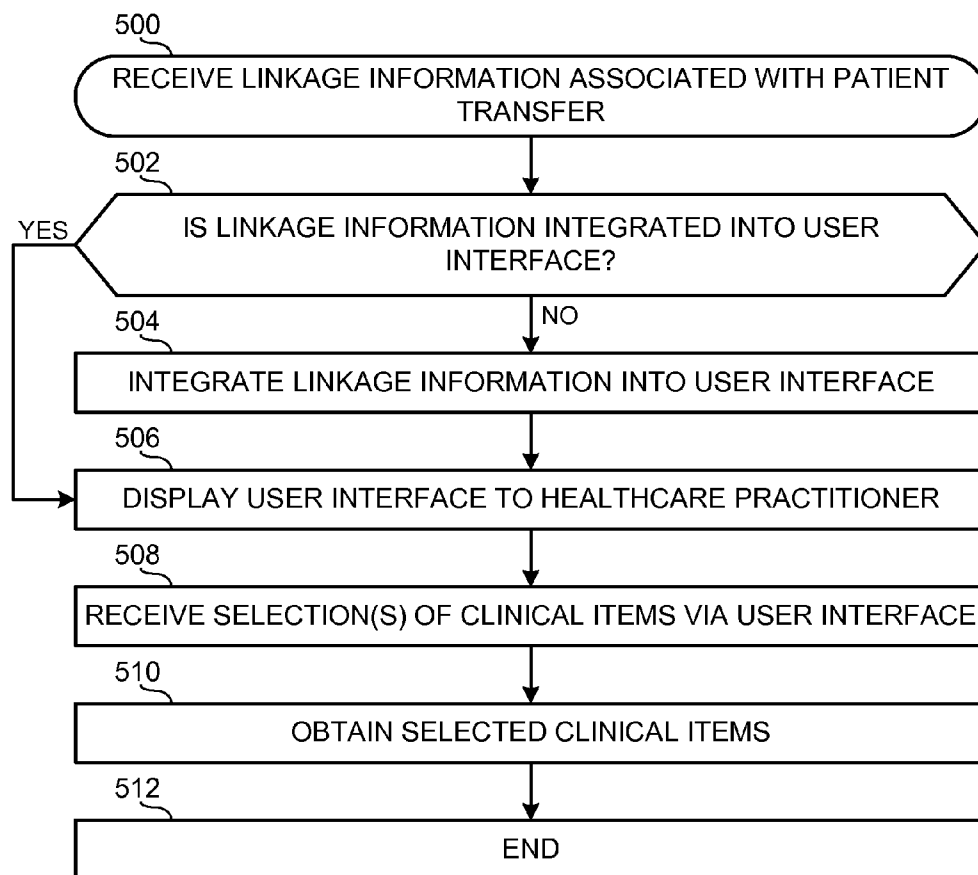 500
RECEIVE LINKAGE INFORMATION ASSOCIATED WITH PATIENT
TRANSFER
502
YES
IS LINKAGE INFORMATION INTEGRATED INTO USER
INTERFACE?
NO
504
INTEGRATE LINKAGE INFORMATION INTO USER INTERFACE
506
DISPLAY USER INTERFACE TO HEALTHCARE PRACTITIONER
508
RECEIVE SELECTION(S) OF CLINICAL ITEMS VIA USER INTERFACE
510
OBTAIN SELECTED CLINICAL ITEMS
512
END